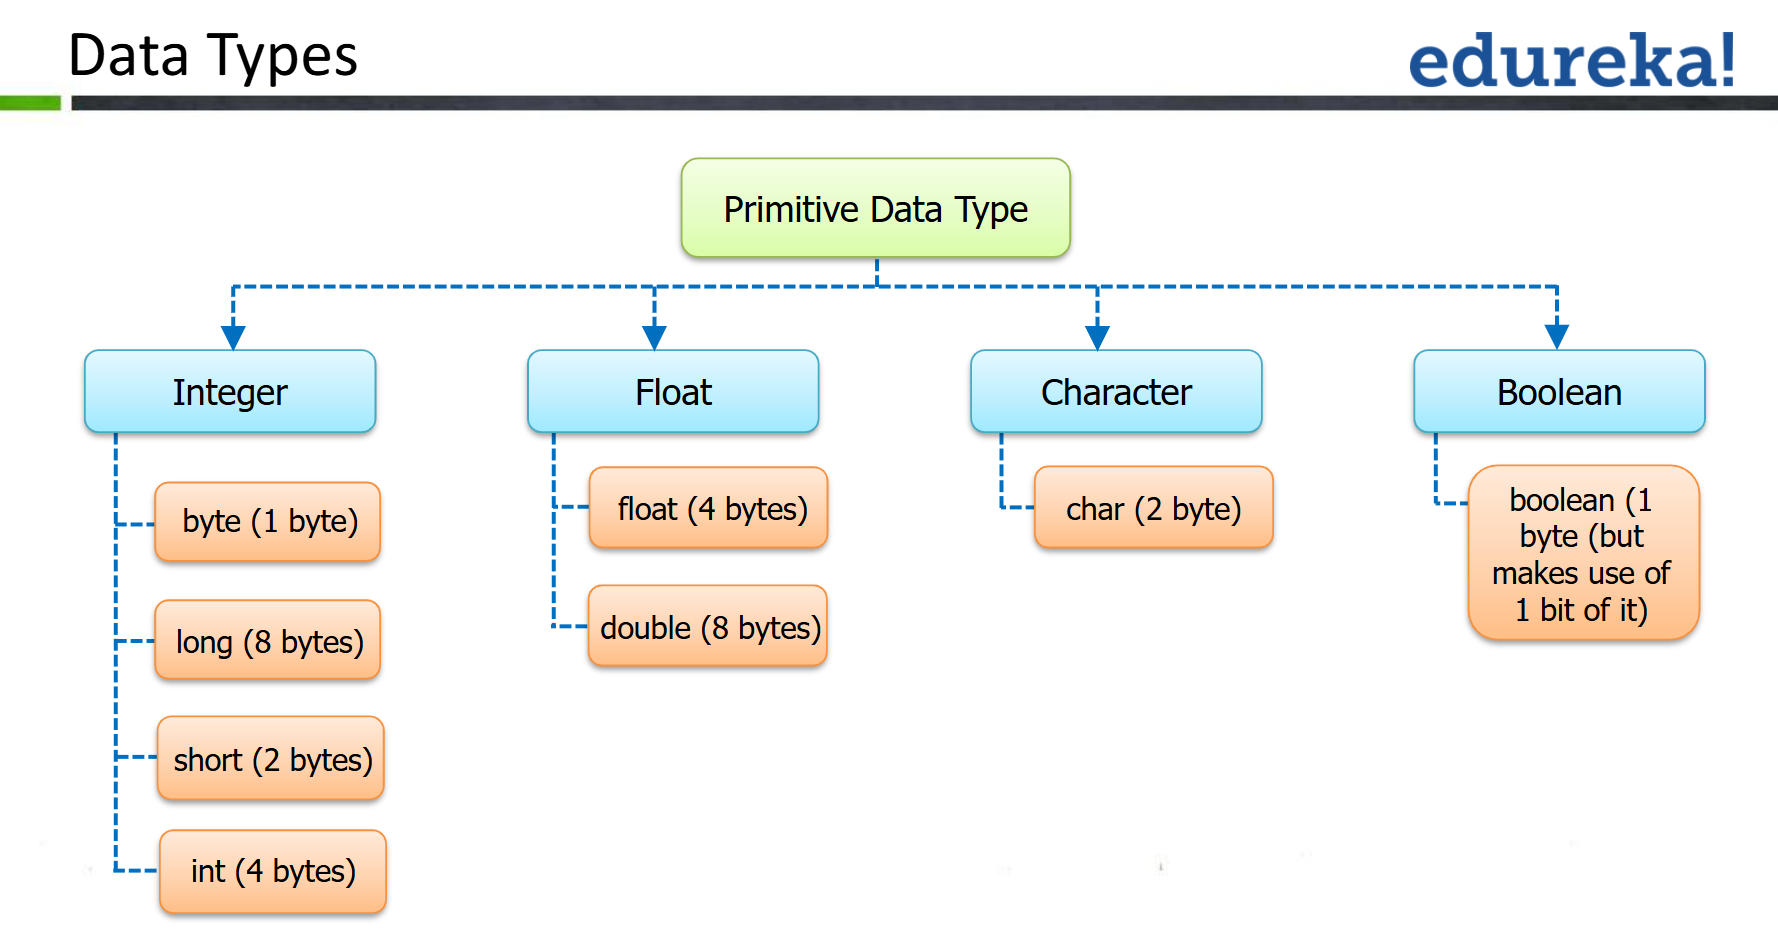 Data Types
edureka!
Primitive Data Type
Integer
Float
Character
Boolean
byte (1 byte)
long (8 bytes)
short (2 bytes)
int (4 bytes)
float (4 bytes)
double (8 bytes)
char (2 byte)
boolean (1
byte (but
makes use of
1 bit of it)